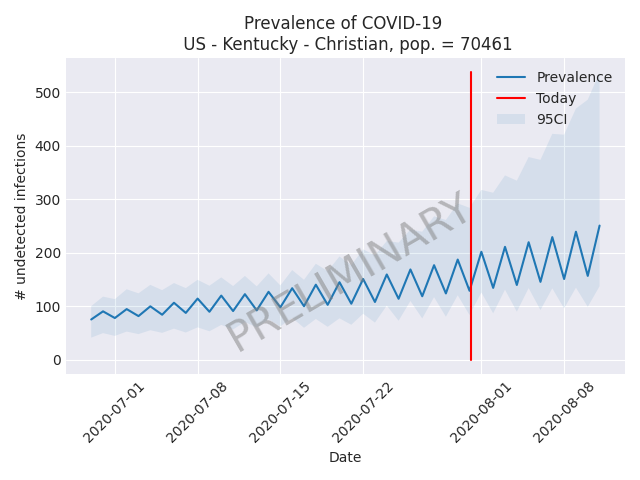 Prevalence of COVID-19
US - Kentucky - Christian, pop. = 70461
# undetected infections
500
400
300
200
100
0
Prevalence
Today
95CI
PRELIMINARY
2020-07-01
2020-07-08
2020-07-15
2020-07-22
2020-08-01
2020-08-08
Date